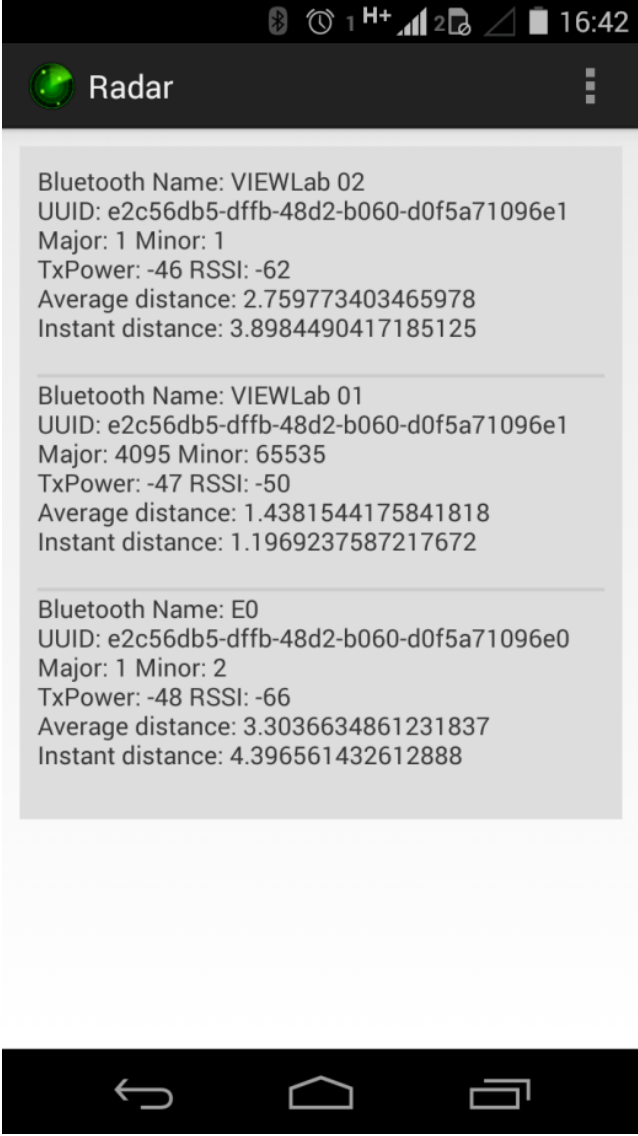 1 H+ 2 16:42
Radar
Bluetooth Name: VIEWLab 02
UUID: e2c56db5-dffb-48d2-b060-d0f5a71096e1
Major: 1 Minor: 1
TxPower: -46 RSSI: -62
Average distance: 2.759773403465978
Instant distance: 3.8984490417185125
Bluetooth Name: VIEWLab 01
UUID: e2c56db5-dffb-48d2-b060-d0f5a71096e1
Major: 4095 Minor: 65535
TxPower: -47 RSSI: -50
Average distance: 1.4381544175841818
Instant distance: 1.1969237587217672
Bluetooth Name: E0
UUID: e2c56db5-dffb-48d2-b060-d0f5a71096e0
Major: 1 Minor: 2
TxPower: -48 RSSI: -66
Average distance: 3.3036634861231837
Instant distance: 4.396561432612888